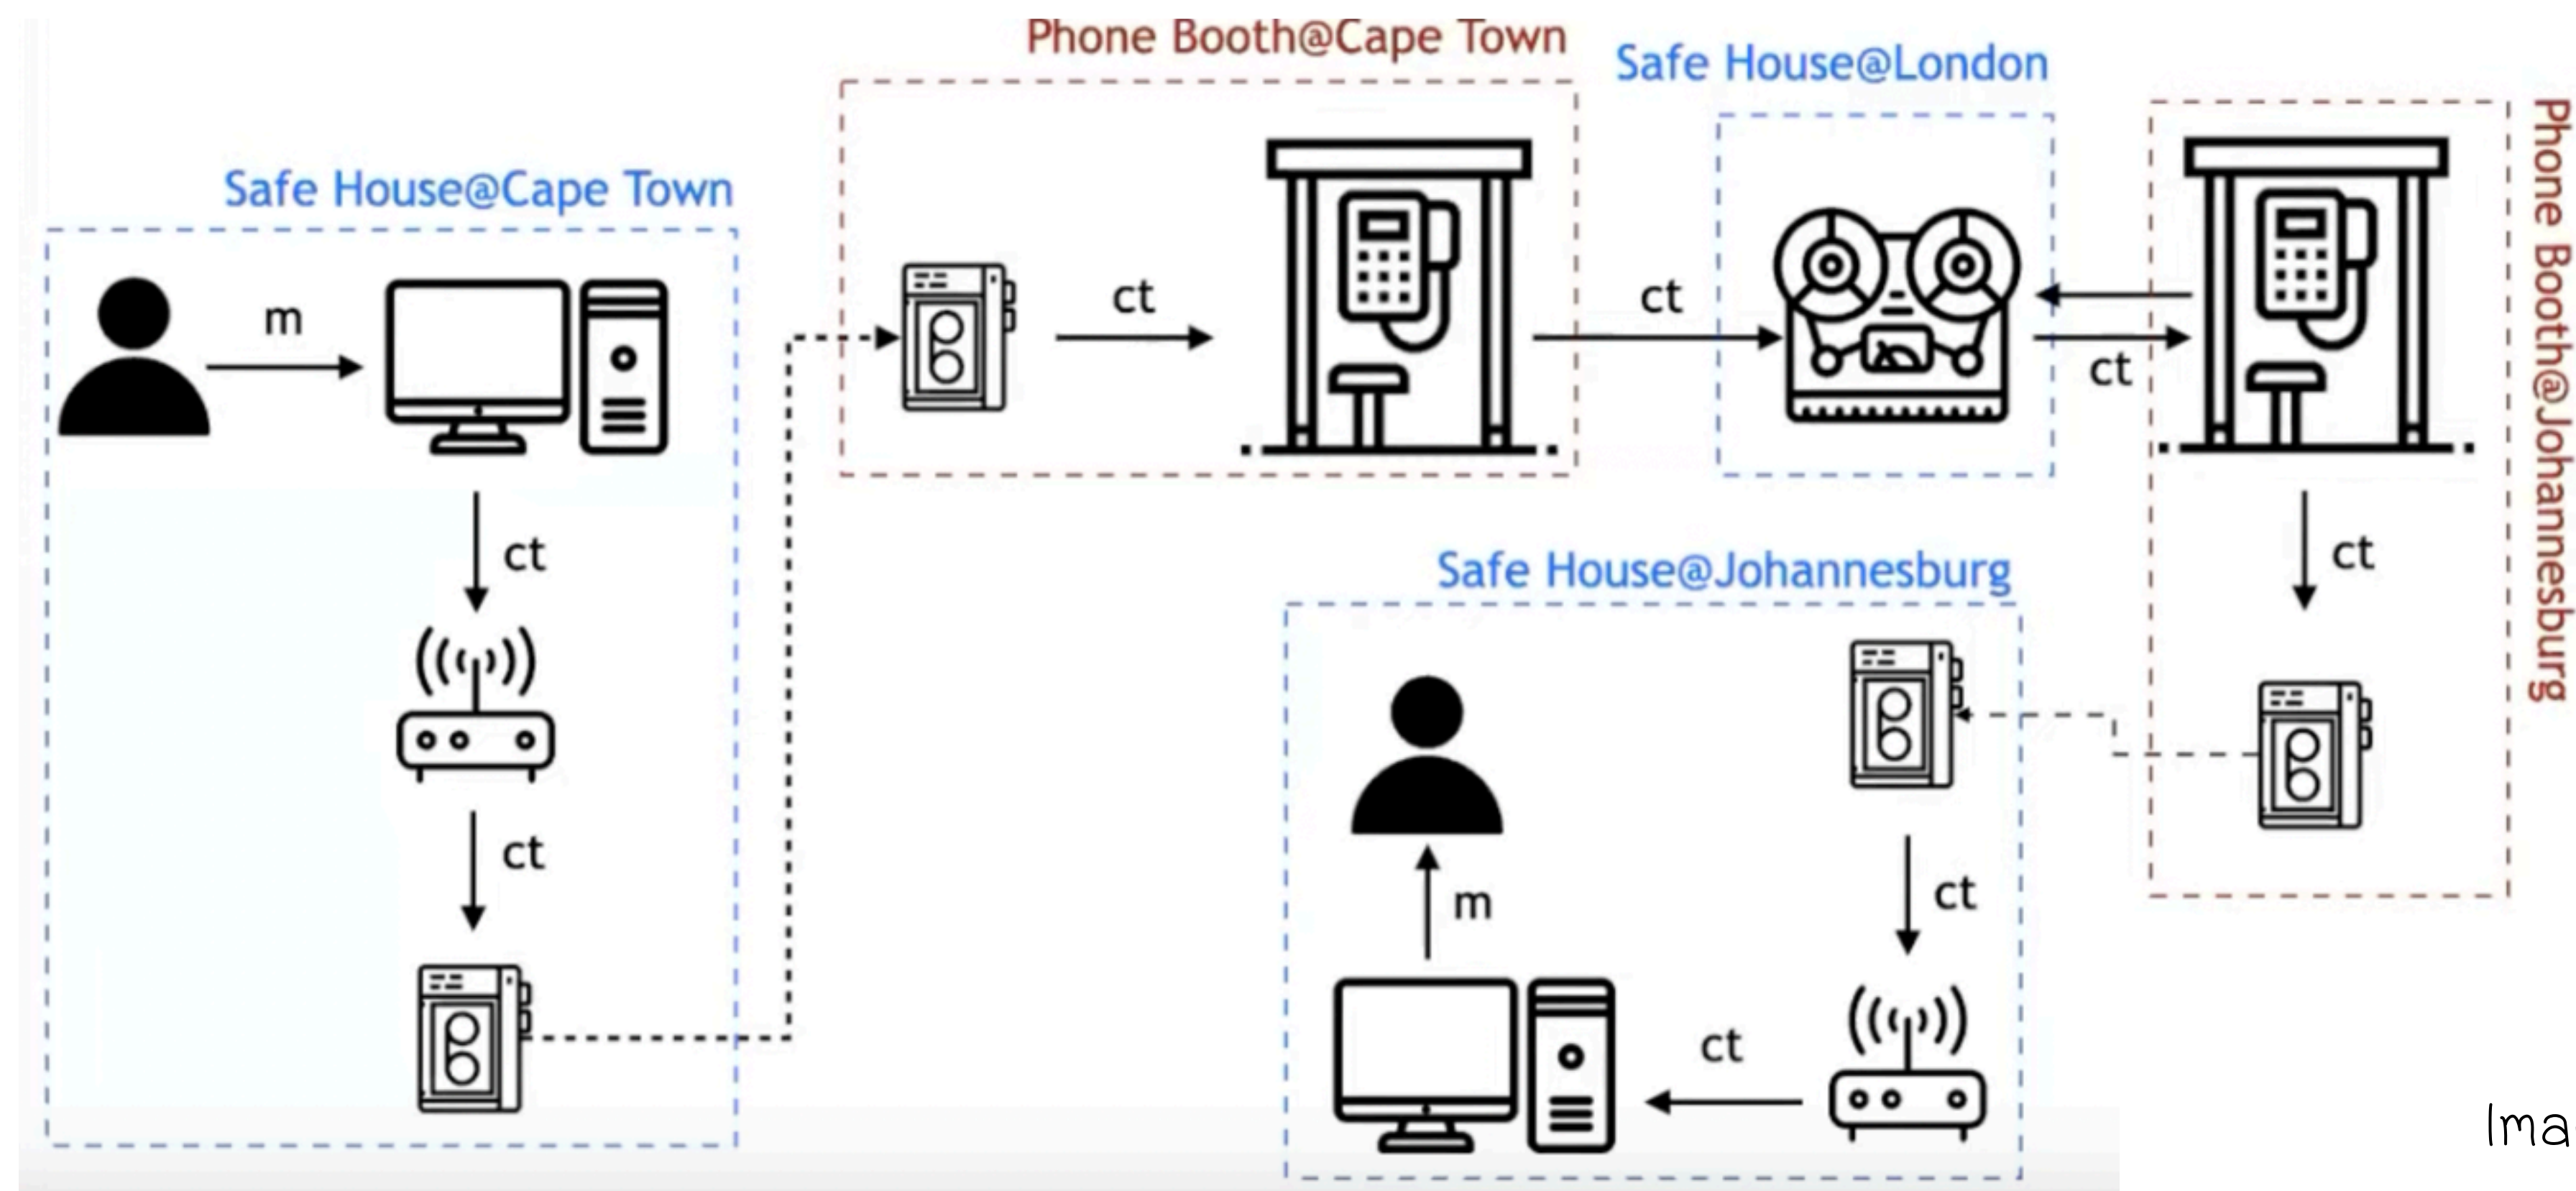 Phone Booth@Cape Town
Safe House@London
Safe House@Cape Town
Phone Booth@Johannesburg
m
ct
ct
ct
ct
ct
ct
Safe House@Johannesburg
ct
m
ct
Ima